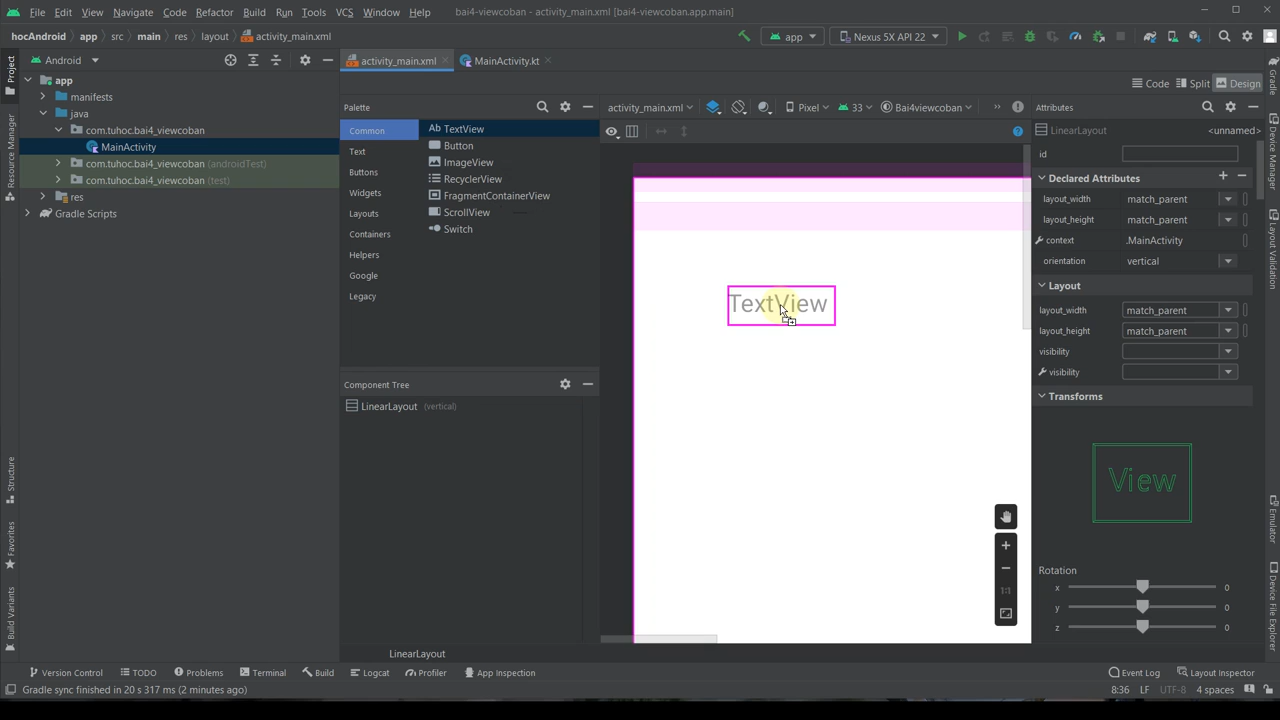 File Edit View Navigate Code Refactor Build Run Tools VCS Window Help bai4-viewcoban - activity_main.xml [bai4-viewcoban.app.main]
hocAndroid app src main res layout activity_main.xml app Nexus 5X API 22
Project
Resource Manager
Structure
Favorites
Build Variants
Android
app
manifests
java
com.tuhoc.bai4_viewcoban
MainActivity
com.tuhoc.bai4_viewcoban (androidTest)
com.tuhoc.bai4_viewcoban (test)
res
Gradle Scripts
activity_main.xml MainActivity.kt
Code Split Design
Palette
Common
Text
Buttons
Widgets
Layouts
Containers
Helpers
Google
Legacy
Ab TextView
Button
ImageView
RecyclerView
FragmentContainerView
ScrollView
Switch
Component Tree
LinearLayout (vertical)
activity_main.xml Pixel 33 Bai4viewcoban
TextView
1:1
LinearLayout
Attributes
LinearLayout <unnamed>
id
Declared Attributes
layout_width match_parent
layout_height match_parent
context .MainActivity
orientation vertical
Layout
layout_width match_parent
layout_height match_parent
visibility
visibility
Transforms
View
Rotation
x 0
y 0
z 0
Gradle
Device Manager
Layout Validation
Emulator
Device File Explorer
Version Control TODO Problems Terminal Build Logcat Profiler App Inspection Event Log Layout Inspector
Gradle sync finished in 20 s 317 ms (2 minutes ago) 8:36 LF UTF-8 4 spaces